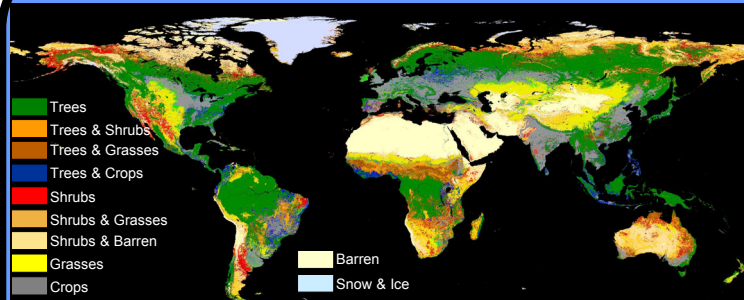 Trees
Trees & Shrubs
Trees & Grasses
Trees & Crops
Shrubs
Shrubs & Grasses
Shrubs & Barren
Grasses
Crops
Barren
Snow & Ice